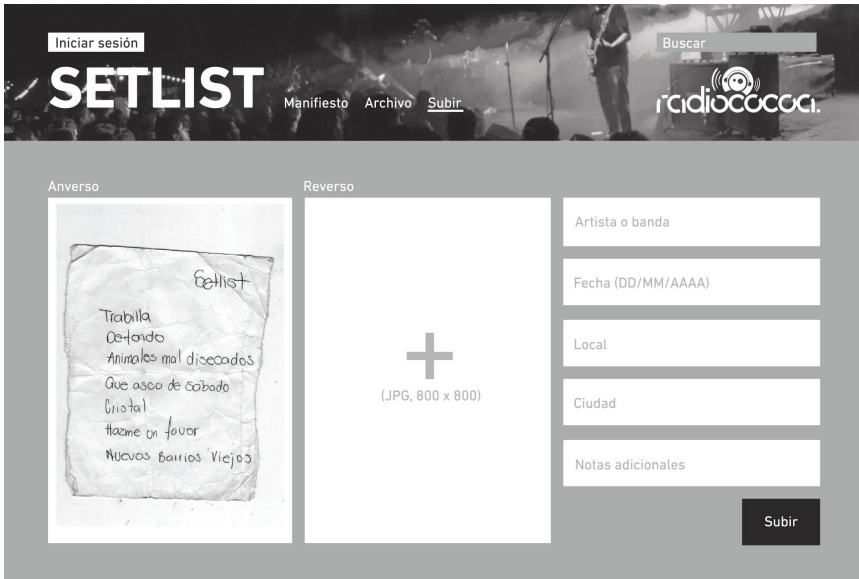 Iniciar sesión
Buscar
SETLIST
Manifiesto Archivo Subir
radiococoa.
Anverso
Reverso
Setlist
Trabilla
De fondo
Animales mal disecados
Que asco de sábado
Cristal
Hazme un favor
Nuevos Barrios Viejos
(JPG, 800 x 800)
Artista o banda
Fecha (DD/MM/AAAA)
Local
Ciudad
Notas adicionales
Subir